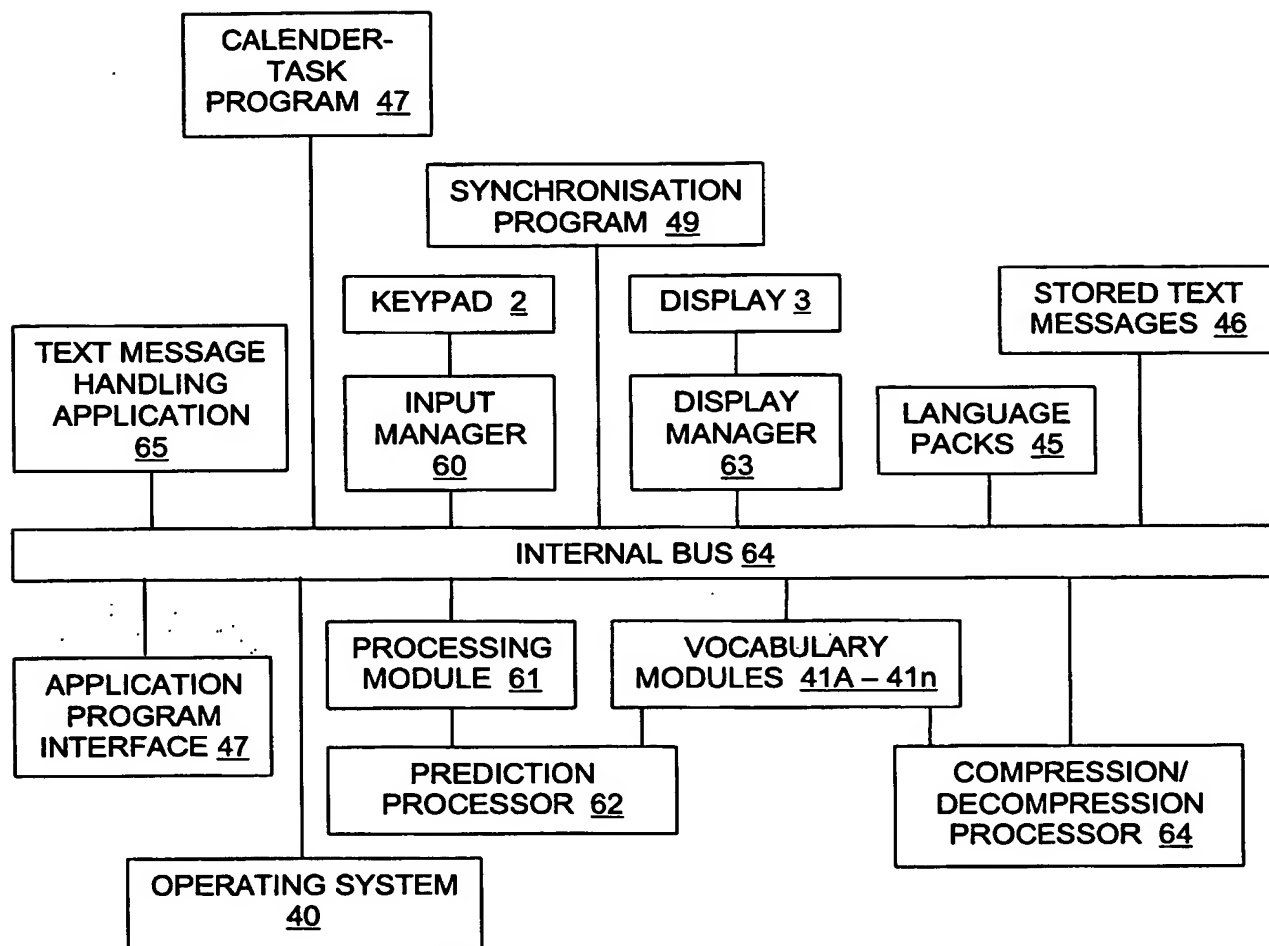 CALENDER-
TASK
PROGRAM 47
SYNCHRONISATION
PROGRAM 49
KEYPAD 2
DISPLAY 3
STORED TEXT
MESSAGES 46
TEXT MESSAGE
HANDLING
APPLICATION
65
INPUT
MANAGER
60
DISPLAY
MANAGER
63
LANGUAGE
PACKS 45
INTERNAL BUS 64
APPLICATION
PROGRAM
INTERFACE 47
PROCESSING
MODULE 61
VOCABULARY
MODULES 41A – 41n
PREDICTION
PROCESSOR 62
COMPRESSION/
DECOMPRESSION
PROCESSOR 64
OPERATING SYSTEM
40